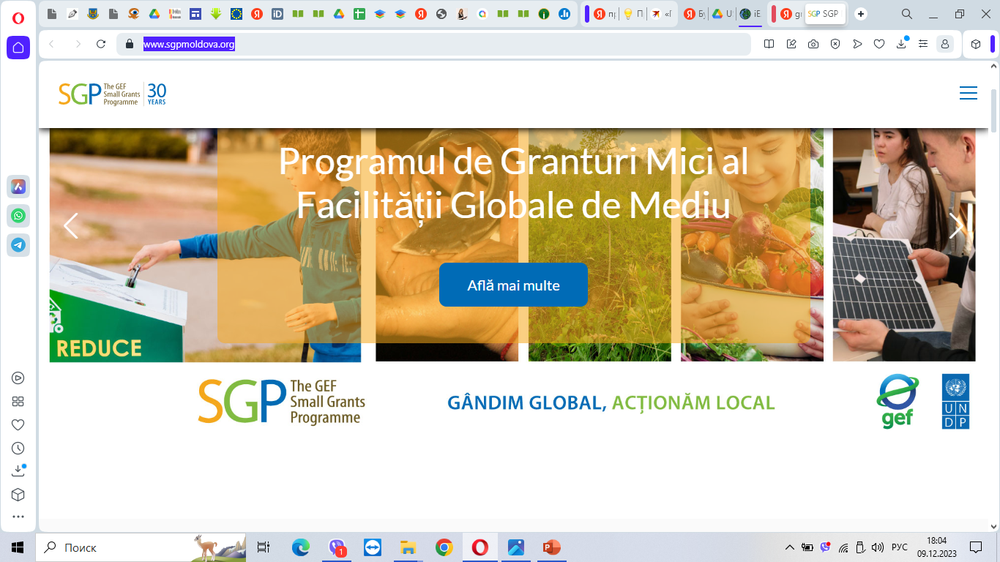 пр
П
«Г
Бу
U
iE
gr
SGP SGP
www.sgpmoldova.org
SGP The GEF
Small Grants
Programme
30
YEARS
Programul de Granturi Mici al
Facilității Globale de Mediu
Află mai multe
REDUCE
SGP The GEF
Small Grants
Programme
GÂNDIM GLOBAL, ACȚIONĂM LOCAL
gef
U N
D P
Поиск
1
РУС
18:04
09.12.2023